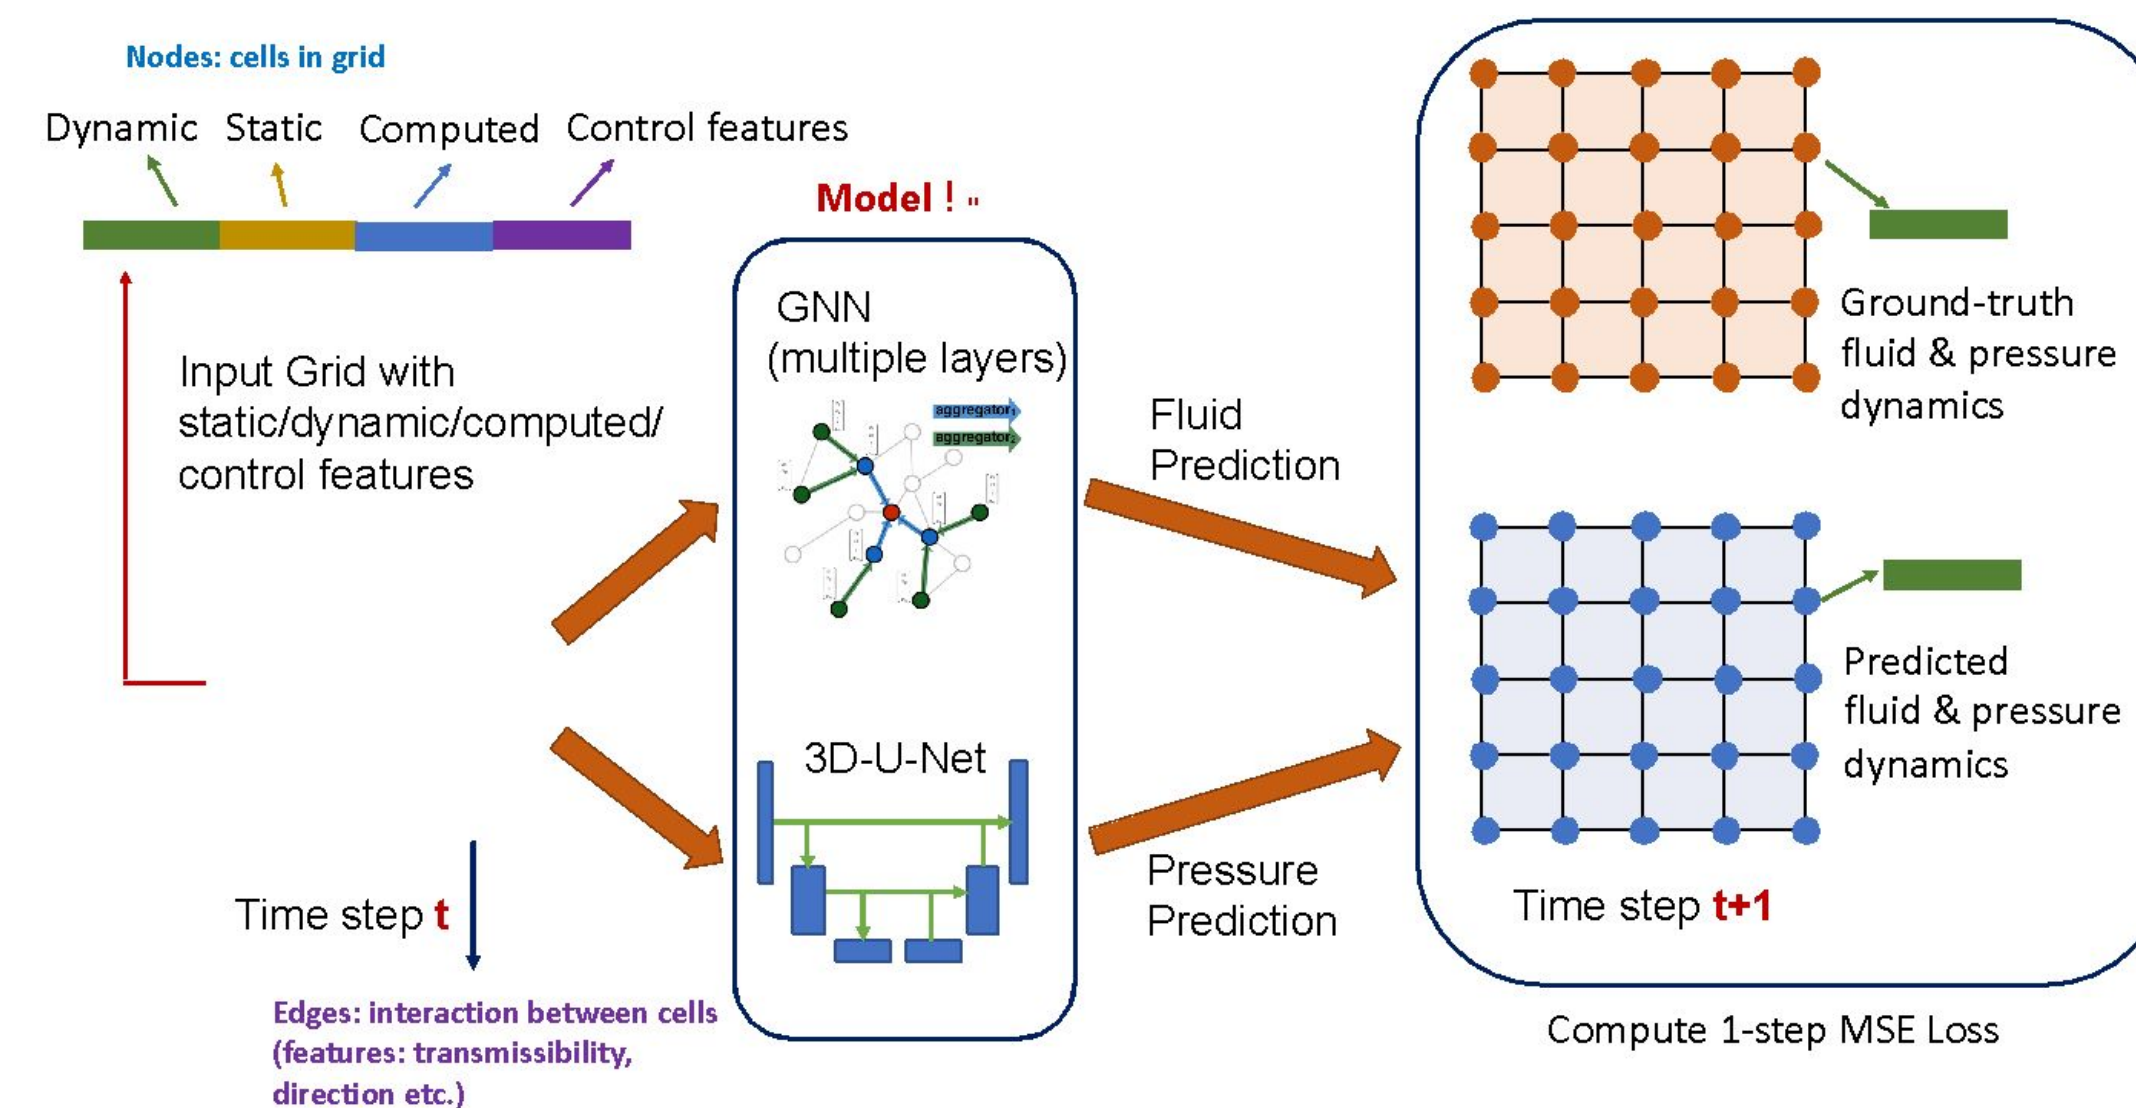 Nodes: cells in grid
Dynamic Static Computed Control features
Input Grid with
static/dynamic/computed/
control features
Time step t
Edges: interaction between cells
(features: transmissibility,
direction etc.)
Model ! "
GNN
(multiple layers)
aggregator₁
aggregator₂
3D-U-Net
Fluid
Prediction
Pressure
Prediction
Ground-truth
fluid & pressure
dynamics
Predicted
fluid & pressure
dynamics
Time step t+1
Compute 1-step MSE Loss